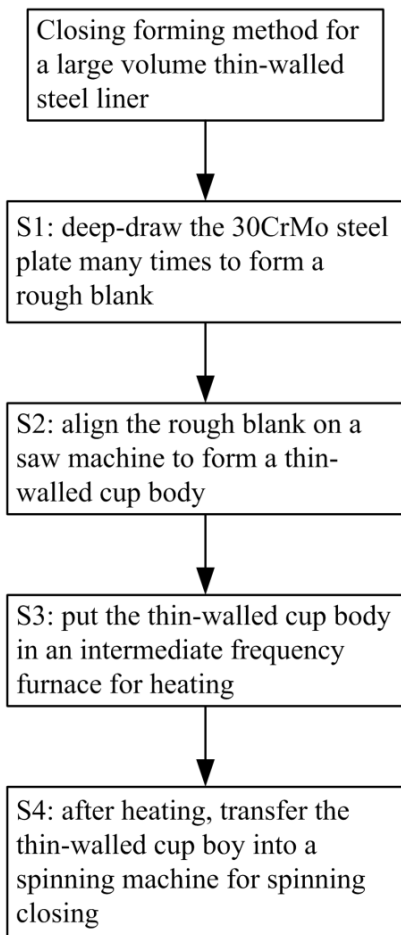 Closing forming method for
a large volume thin-walled
steel liner
S1: deep-draw the 30CrMo steel
plate many times to form a
rough blank
S2: align the rough blank on a
saw machine to form a thin-
walled cup body
S3: put the thin-walled cup body
in an intermediate frequency
furnace for heating
S4: after heating, transfer the
thin-walled cup boy into a
spinning machine for spinning
closing